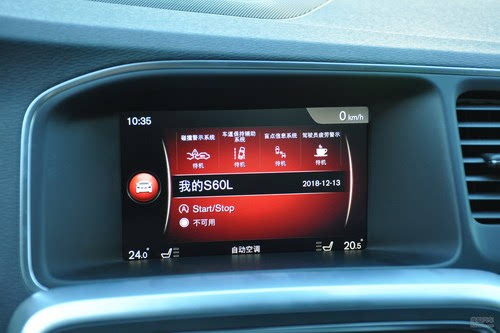 10:35
0 km/h
碰撞警示系统 车道保持辅助系统 盲点信息系统 驾驶员疲劳警示
待机 待机 待机 待机
我的S60L 2018-12-13
Start/Stop
不可用
24.0° 自动空调 20.5°